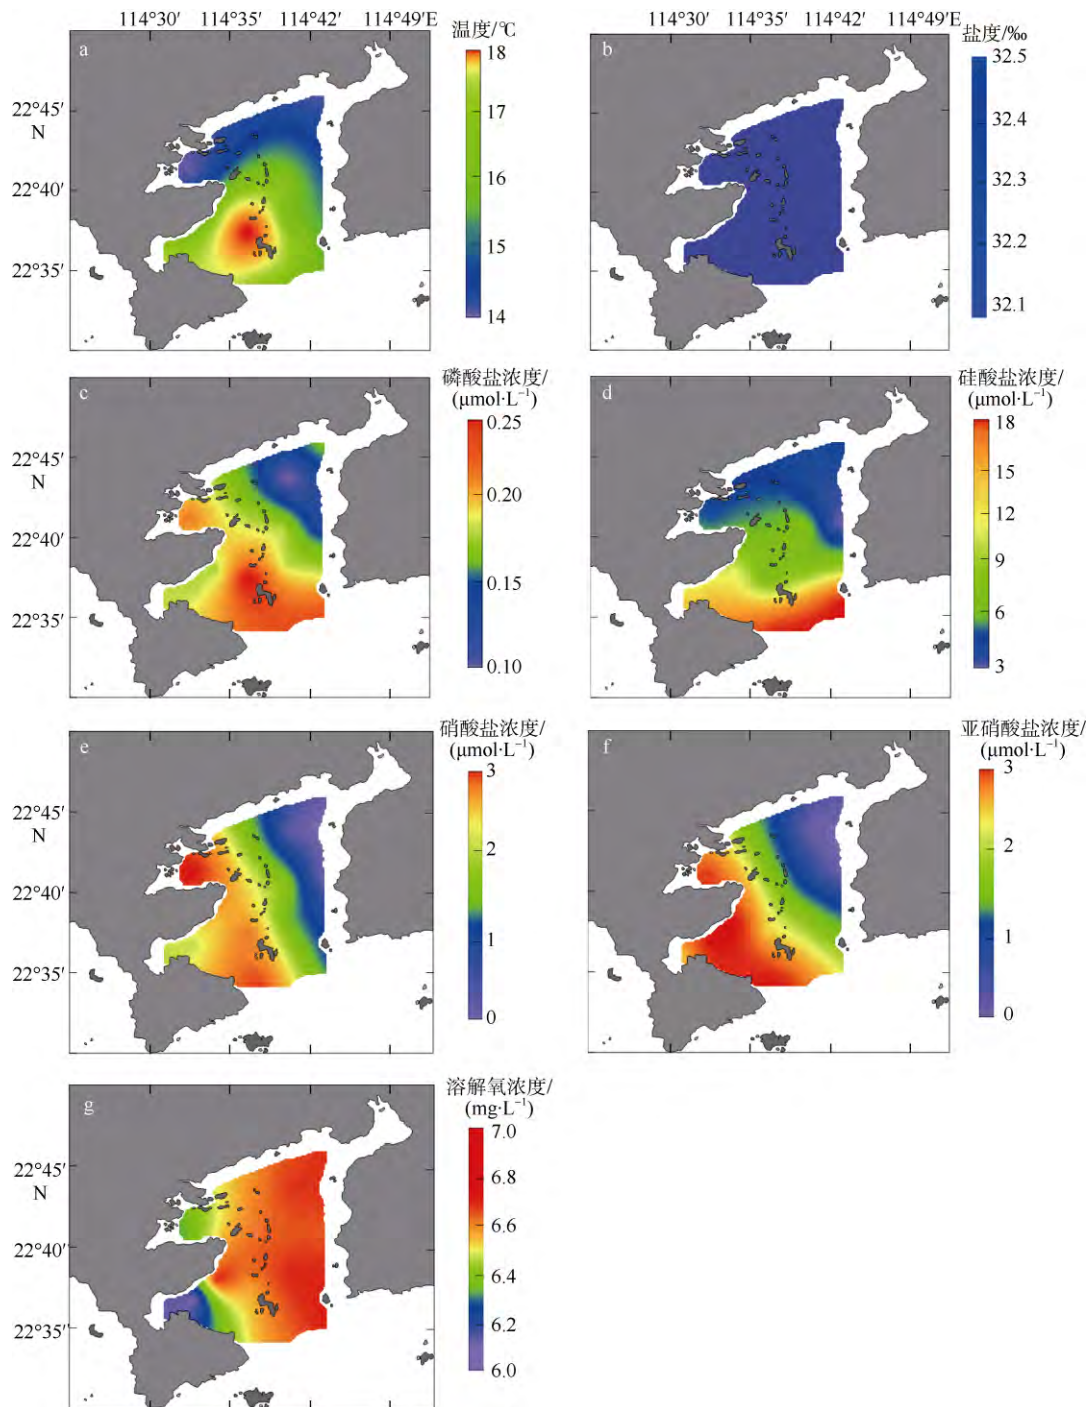 114°30′ 114°35′ 114°42′ 114°49′E
114°30′ 114°35′ 114°42′ 114°49′E
a
温度/℃
18
17
16
15
14
22°45′
N
22°40′
22°35′
b
盐度/‰
32.5
32.4
32.3
32.2
32.1
c
磷酸盐浓度/
(μmol·L⁻¹)
0.25
0.20
0.15
0.10
22°45′
N
22°40′
22°35′
d
硅酸盐浓度/
(μmol·L⁻¹)
18
15
12
9
6
3
e
硝酸盐浓度/
(μmol·L⁻¹)
3
2
1
0
22°45′
N
22°40′
22°35′
f
亚硝酸盐浓度/
(μmol·L⁻¹)
3
2
1
0
g
溶解氧浓度/
(mg·L⁻¹)
7.0
6.8
6.6
6.4
6.2
6.0
22°45′
N
22°40′
22°35′